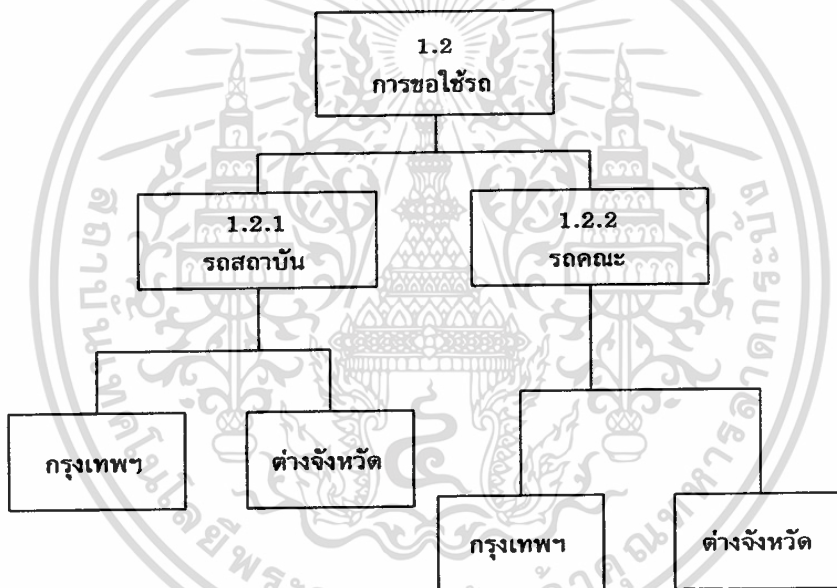 1.2
การขอใช้รถ
1.2.1
รถสถาบัน
1.2.2
รถคณะ
กรุงเทพฯ
ต่างจังหวัด
กรุงเทพฯ
ต่างจังหวัด